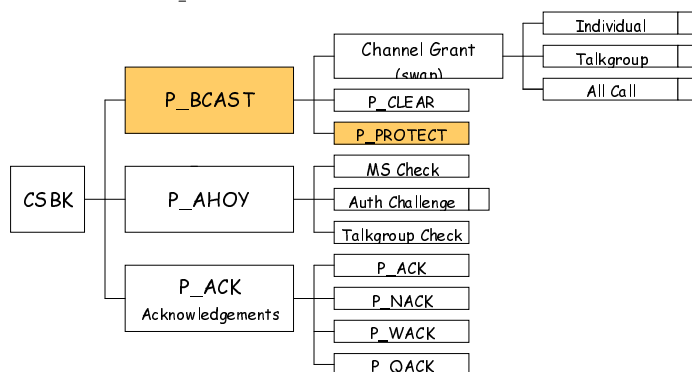 Individual
Channel Grant
(swap)
Talkgroup
All Call
P_BCAST
P_CLEAR
P_PROTECT
MS Check
CSBK
P_AHOY
Auth Challenge
Talkgroup Check
P_ACK
Acknowledgements
P_ACK
P_NACK
P_WACK
P_QACK